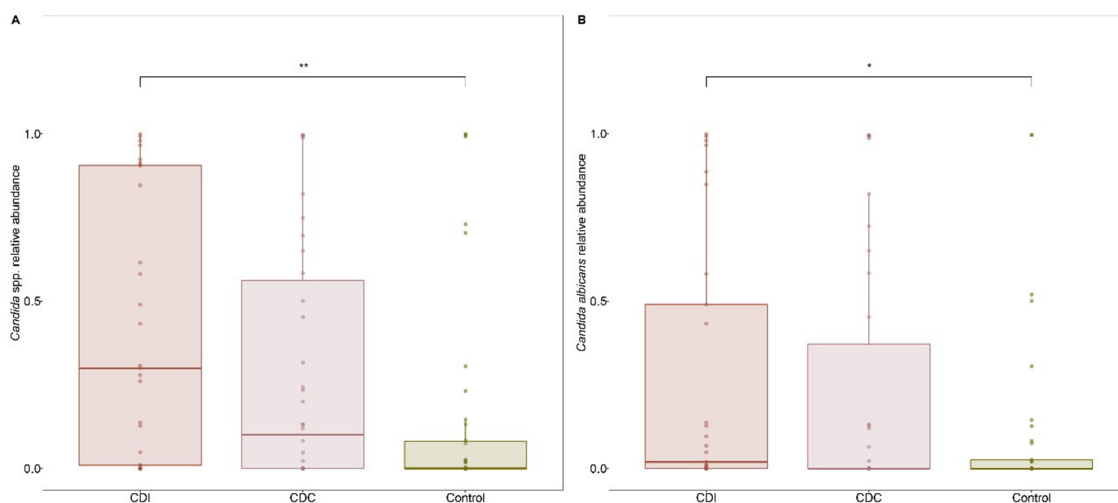 A
**
Candida spp. relative abundance
1.0
0.5
0.0
CDI
CDC
Control
B
*
Candida albicans relative abundance
1.0
0.5
0.0
CDI
CDC
Control